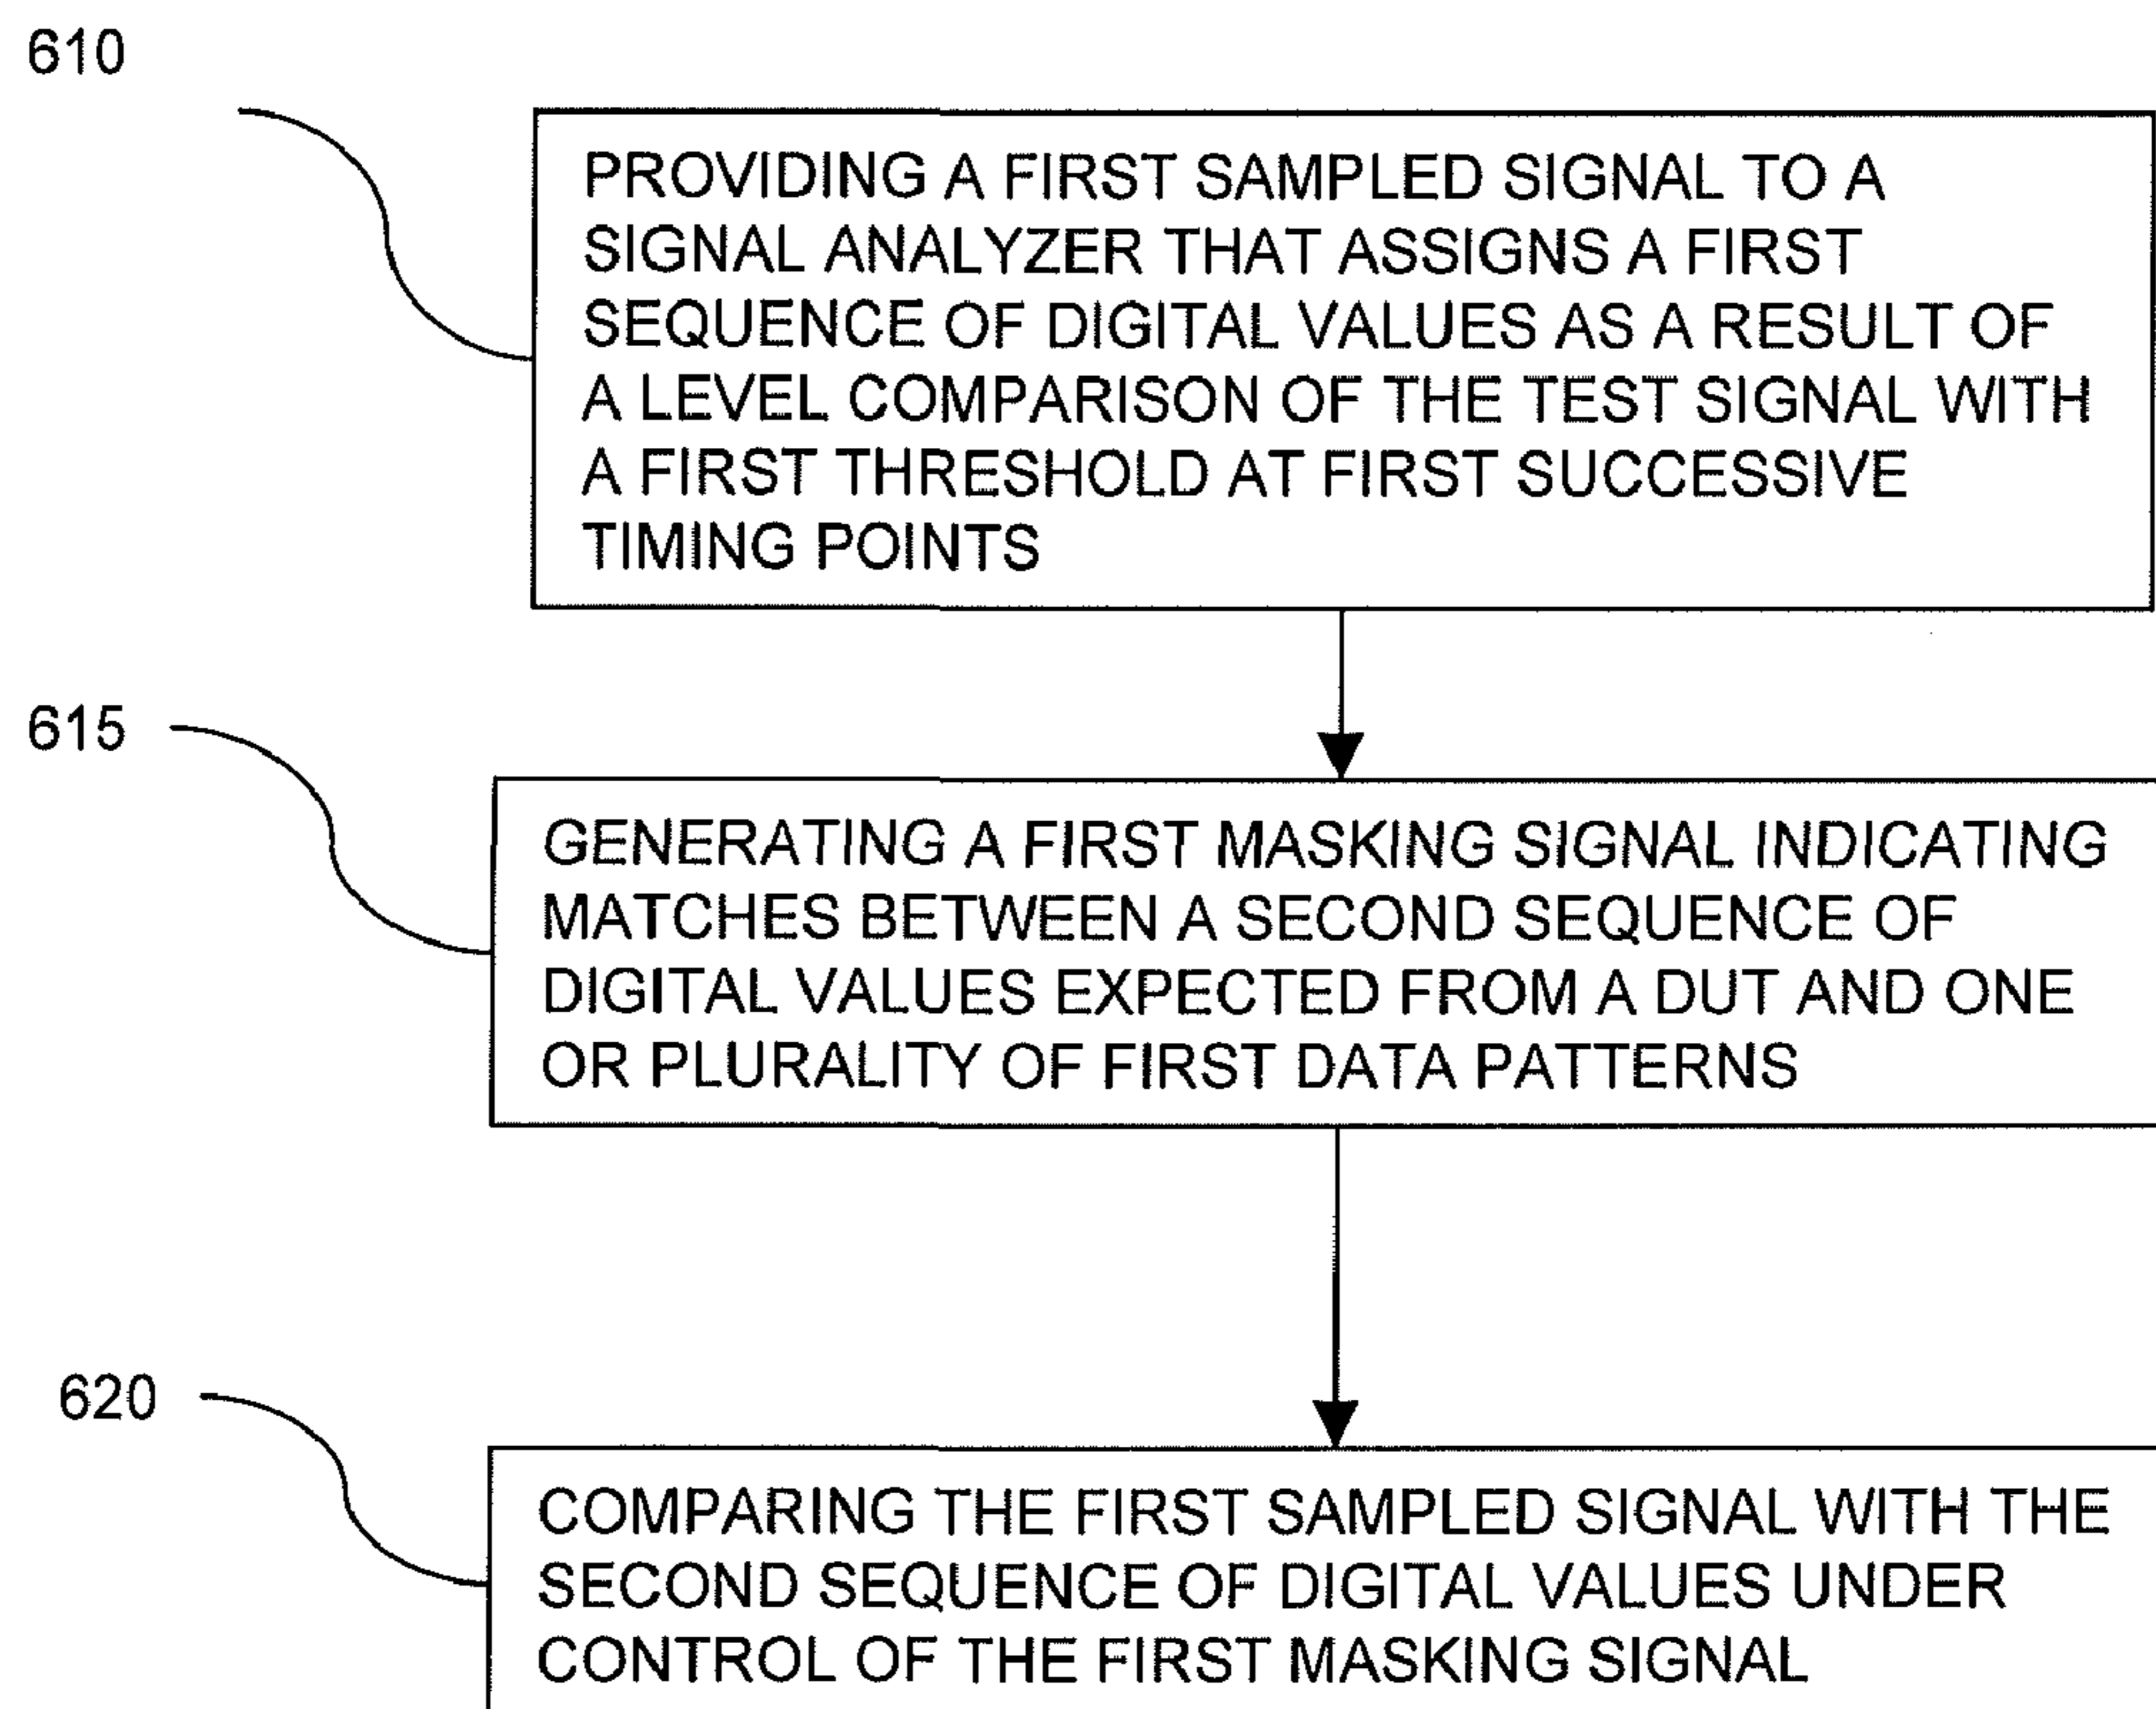 610
PROVIDING A FIRST SAMPLED SIGNAL TO A
SIGNAL ANALYZER THAT ASSIGNS A FIRST
SEQUENCE OF DIGITAL VALUES AS A RESULT OF
A LEVEL COMPARISON OF THE TEST SIGNAL WITH
A FIRST THRESHOLD AT FIRST SUCCESSIVE
TIMING POINTS
615
GENERATING A FIRST MASKING SIGNAL INDICATING
MATCHES BETWEEN A SECOND SEQUENCE OF
DIGITAL VALUES EXPECTED FROM A DUT AND ONE
OR PLURALITY OF FIRST DATA PATTERNS
620
COMPARING THE FIRST SAMPLED SIGNAL WITH THE
SECOND SEQUENCE OF DIGITAL VALUES UNDER
CONTROL OF THE FIRST MASKING SIGNAL